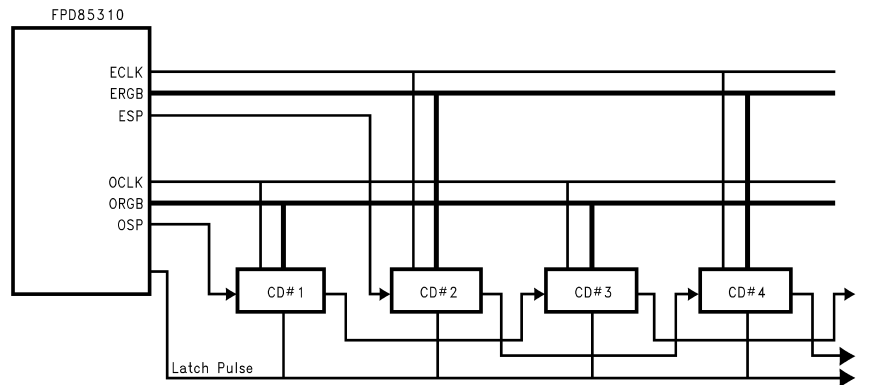 FPD85310
ECLK
ERGB
ESP
OCLK
ORGB
OSP
CD#1
CD#2
CD#3
CD#4
Latch Pulse